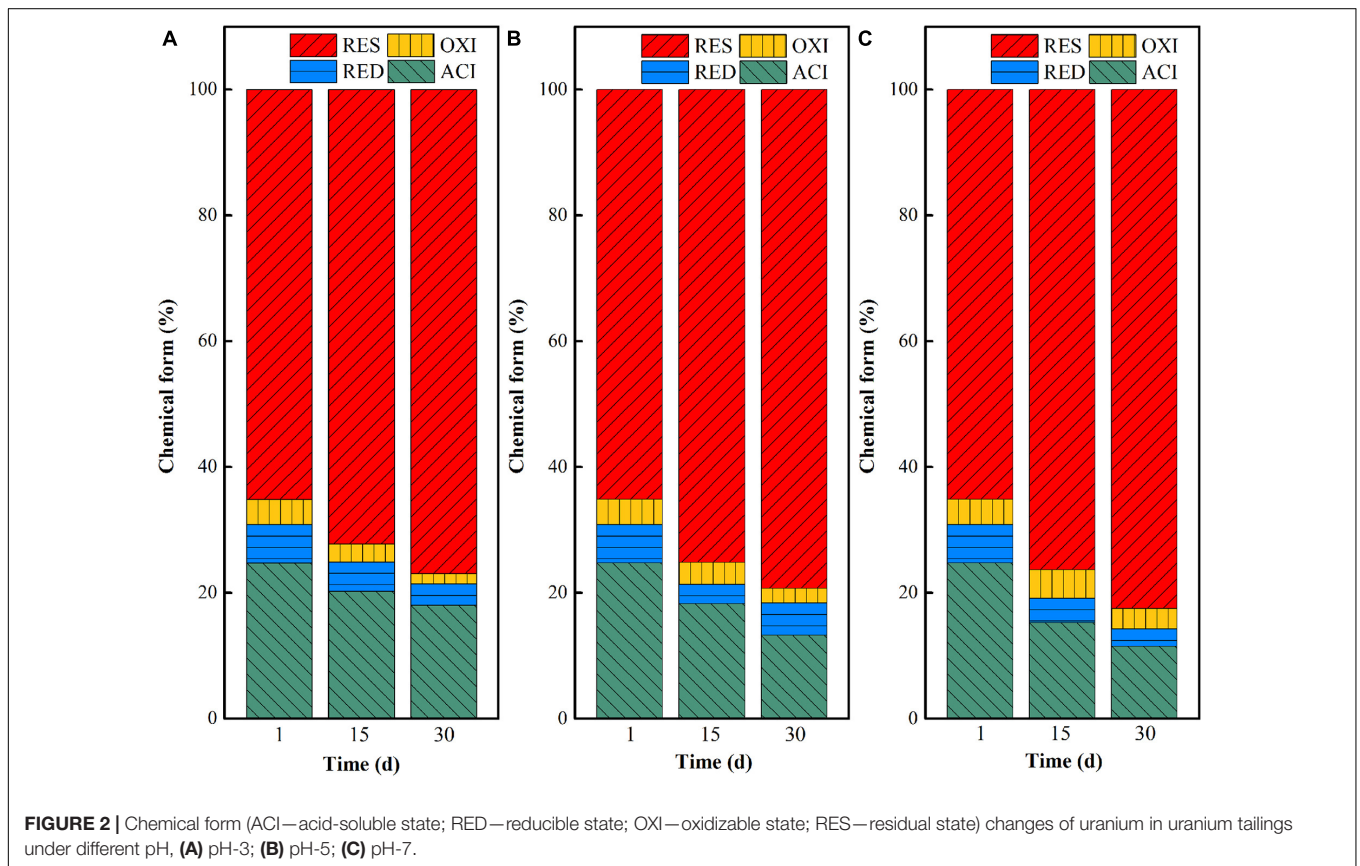 A
RES OXI
RED ACI
100
80
60
40
20
0
Chemical form (%)
1 15 30
Time (d)
B
RES OXI
RED ACI
100
80
60
40
20
0
Chemical form (%)
1 15 30
Time (d)
C
RES OXI
RED ACI
100
80
60
40
20
0
Chemical form (%)
1 15 30
Time (d)
FIGURE 2 | Chemical form (ACI—acid-soluble state; RED—reducible state; OXI—oxidizable state; RES—residual state) changes of uranium in uranium tailings
under different pH, (A) pH-3; (B) pH-5; (C) pH-7.